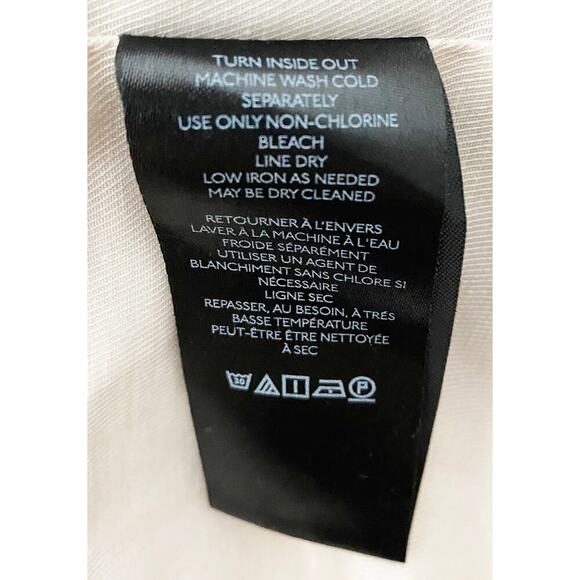 TURN INSIDE OUT
MACHINE WASH COLD
SEPARATELY
USE ONLY NON-CHLORINE
BLEACH
LINE DRY
LOW IRON AS NEEDED
MAY BE DRY CLEANED
RETOURNER À L'ENVERS
LAVER À LA MACHINE À L'EAU
FROIDE SÉPARÉMENT
UTILISER UN AGENT DE
BLANCHIMENT SANS CHLORE SI
NÉCESSAIRE
LIGNE SEC
REPASSER, AU BESOIN, À TRÉS
BASSE TEMPÉRATURE
PEUT-ÊTRE ÊTRE NETTOYÉE
À SEC
30 P